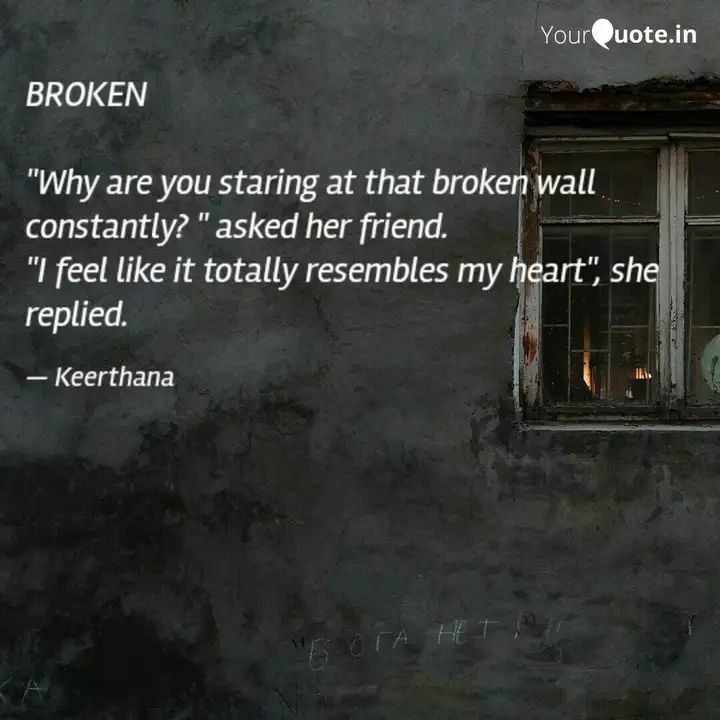 YourQuote.in
BROKEN
"Why are you staring at that broken wall
constantly? " asked her friend.
"I feel like it totally resembles my heart", she
replied.
— Keerthana
БОГА НЕТ!
КА